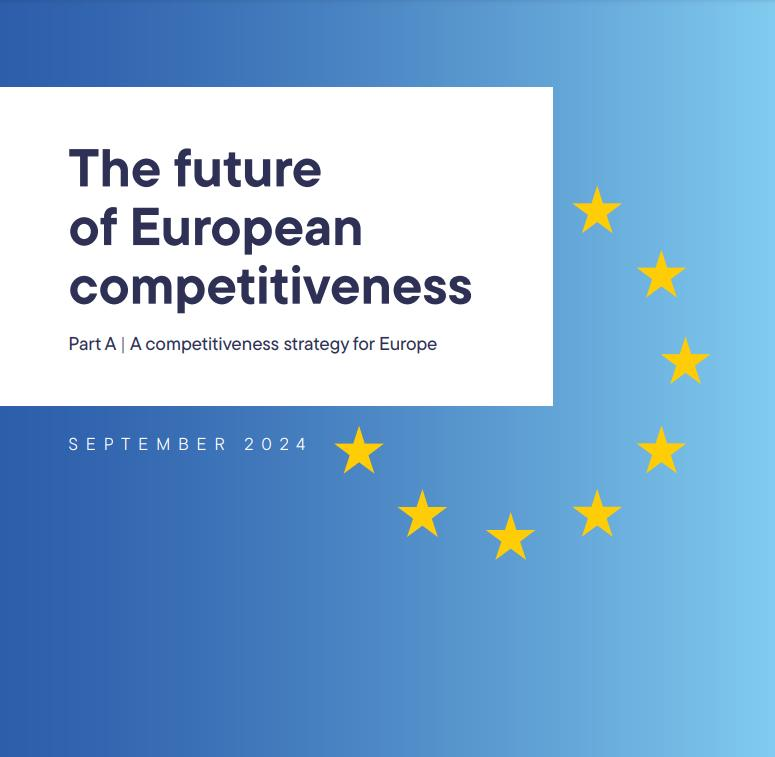 The future
of European
competitiveness
Part A | A competitiveness strategy for Europe
SEPTEMBER 2024